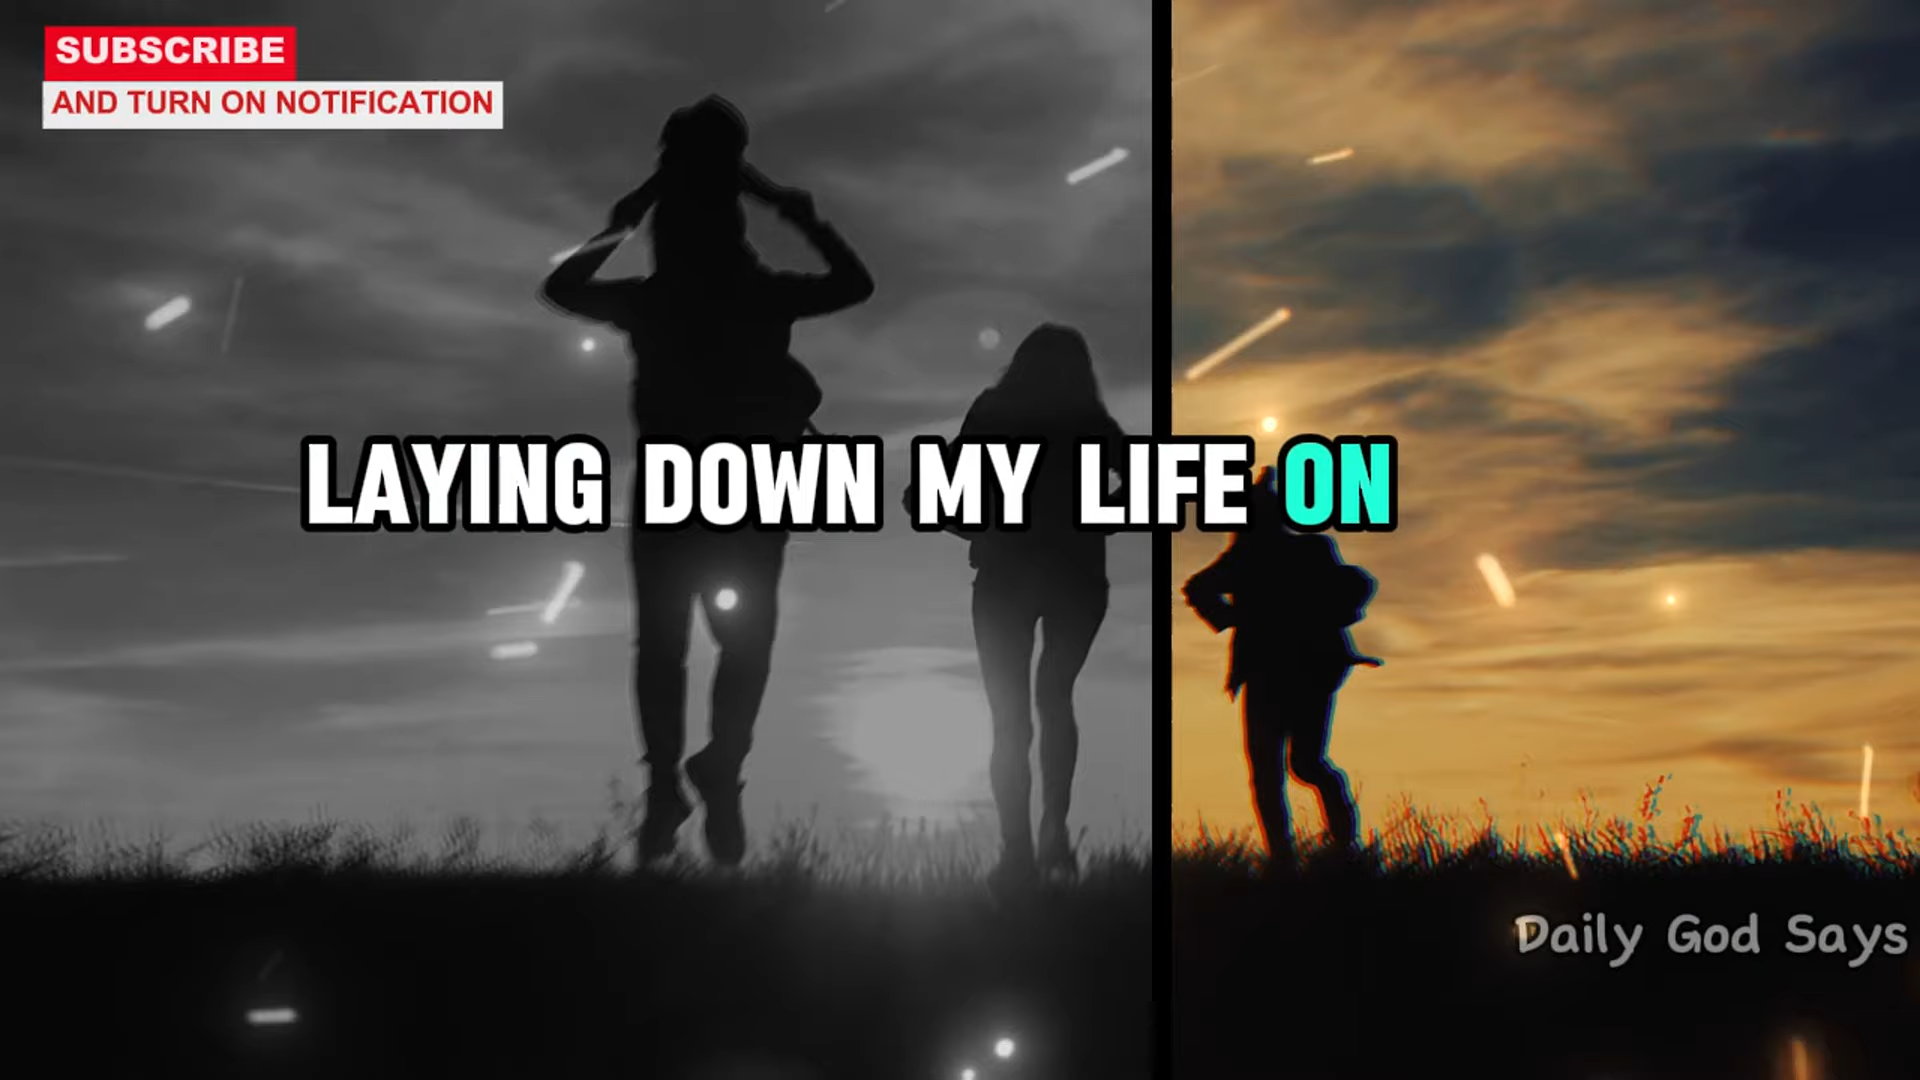 SUBSCRIBE
AND TURN ON NOTIFICATION
LAYING DOWN MY LIFE ON
Daily God Says